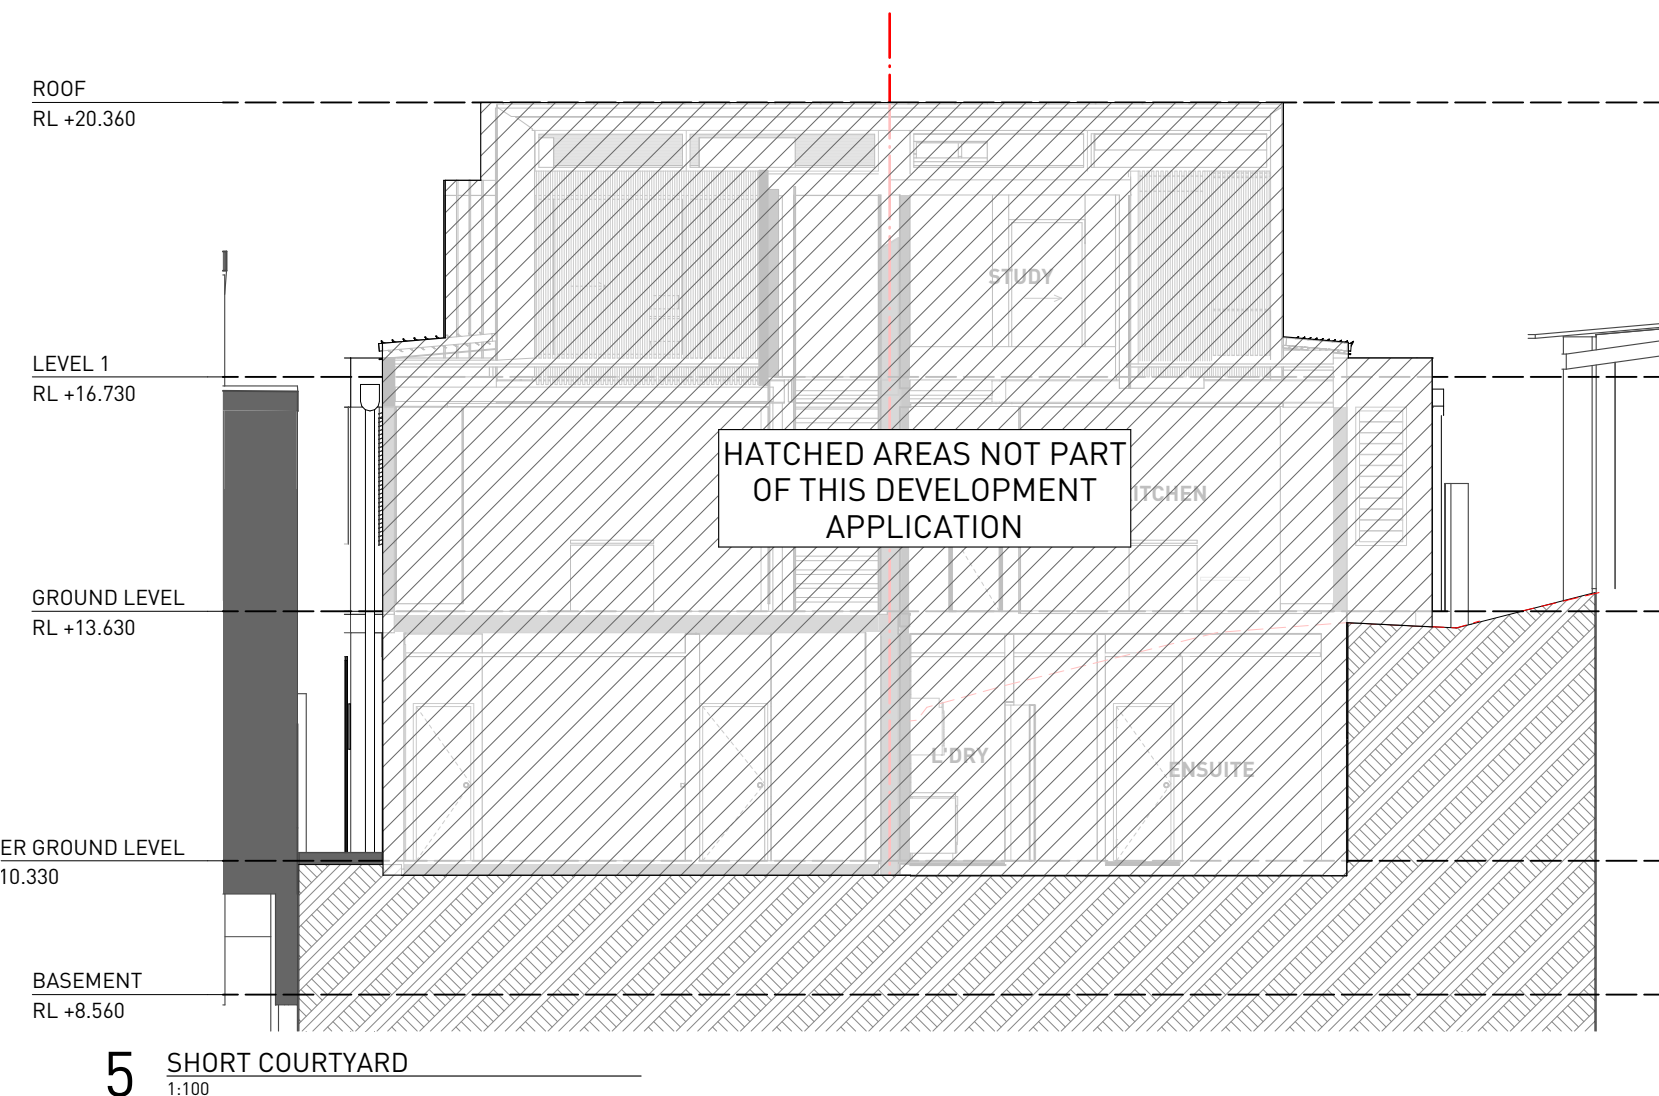 ROOF
RL +20.360
STUDY
LEVEL 1
RL +16.730
HATCHED AREAS NOT PART
OF THIS DEVELOPMENT
APPLICATION
ITCHEN
GROUND LEVEL
RL +13.630
L'DRY
ENSUITE
ER GROUND LEVEL
10.330
BASEMENT
RL +8.560
5 SHORT COURTYARD
1:100